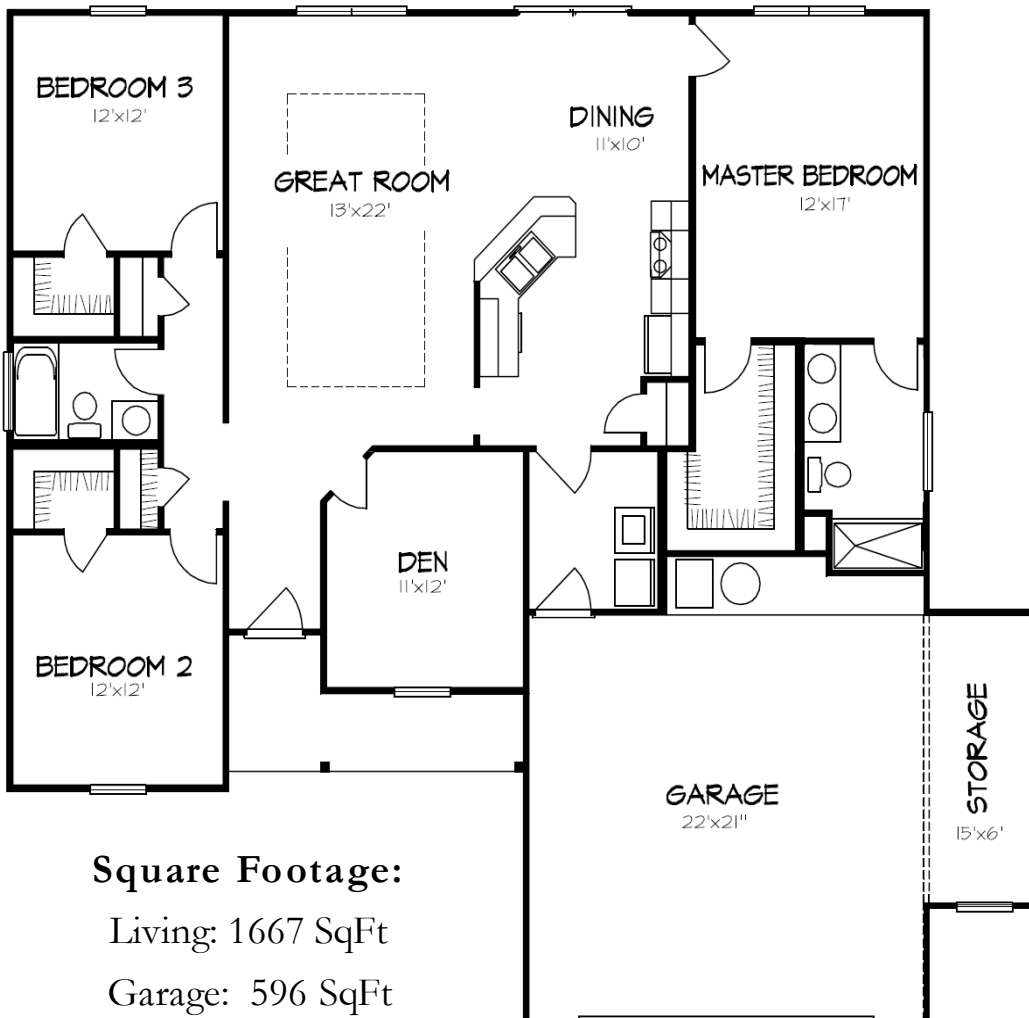 BEDROOM 3
12'x12'
DINING
11'x10'
GREAT ROOM
13'x22'
MASTER BEDROOM
12'x17'
DEN
11'x12'
BEDROOM 2
12'x12'
GARAGE
22'x21"
STORAGE
15'x6'
Square Footage:
Living: 1667 SqFt
Garage: 596 SqFt